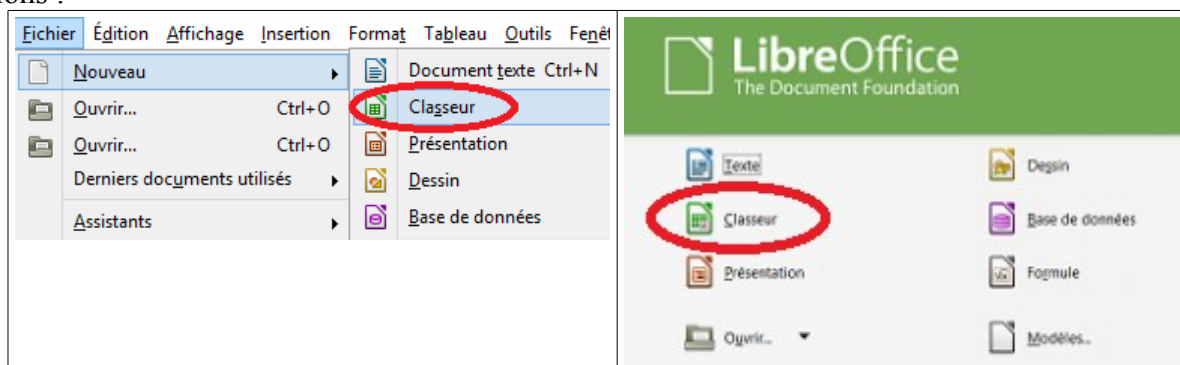 Fichier Édition Affichage Insertion Format Tableau Outils
Nouveau
Ouvrir... Ctrl+O
Ouvrir... Ctrl+O
Derniers documents utilisés
Assistants
Document texte Ctrl+N
Classeur
Présentation
Dessin
Base de données
LibreOffice
The Document Foundation
Texte
Classeur
Présentation
Ouvrir...
Dessin
Base de données
Formule
Modèles..